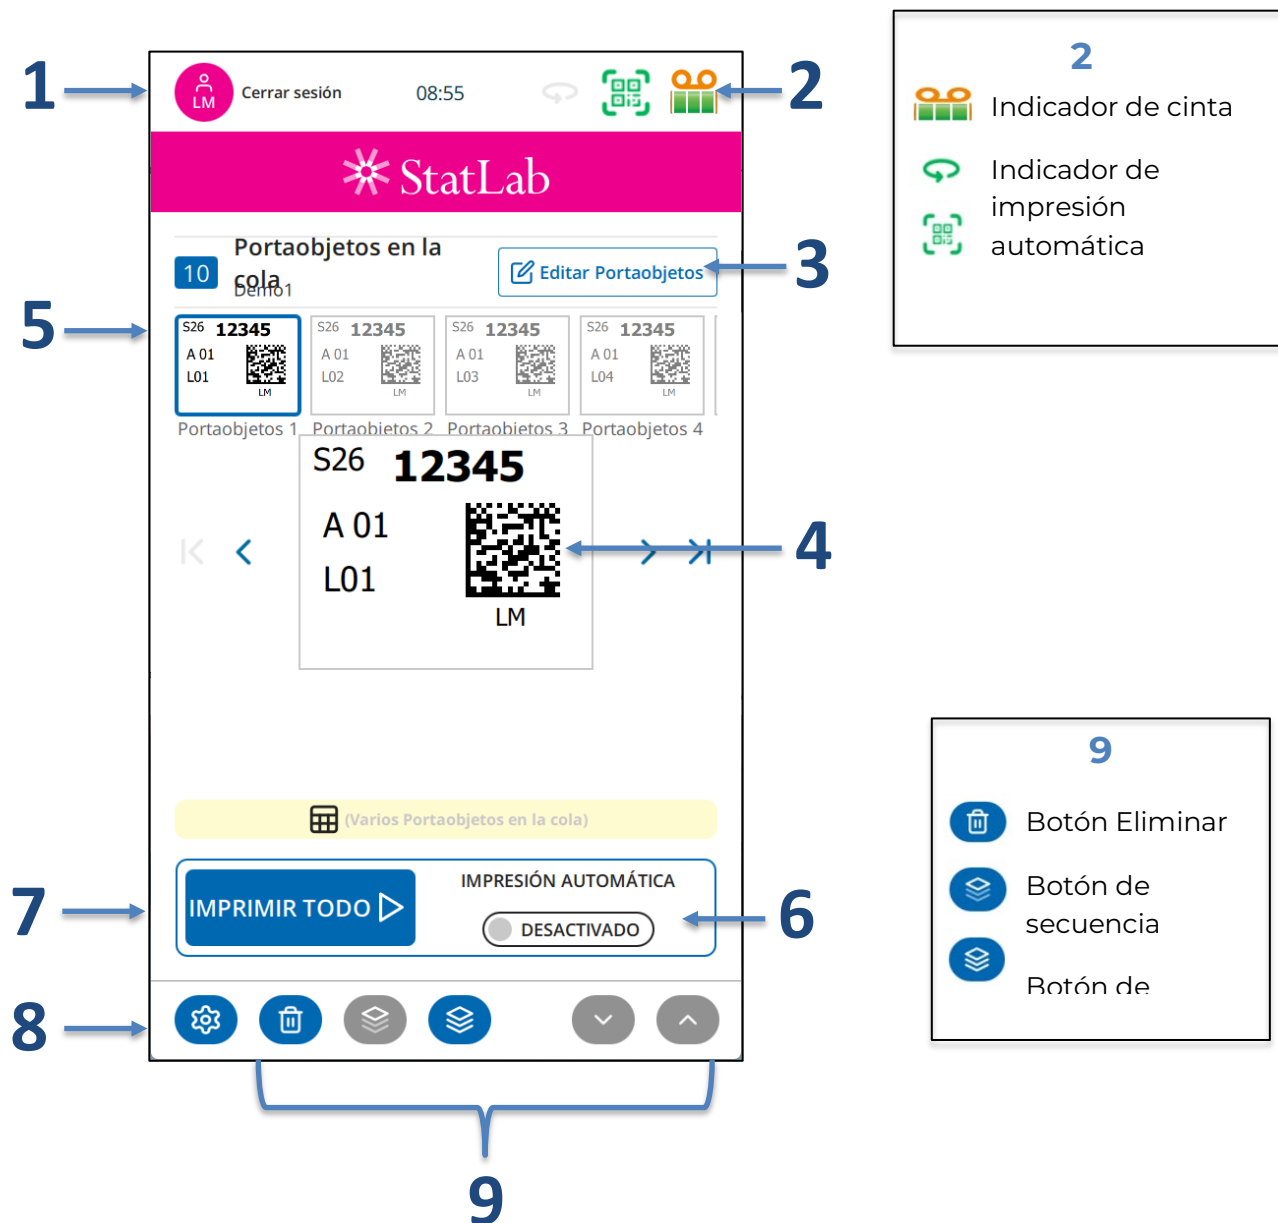 1
LM
Cerrar sesión
08:55
2
StatLab
10
Portaobjetos en la
cola
Demo1
Editar Portaobjetos
3
5
S26 12345
A 01
L01
LM
S26 12345
A 01
L02
LM
S26 12345
A 01
L03
LM
S26 12345
A 01
L04
LM
Portaobjetos 1
Portaobjetos 2
Portaobjetos 3
Portaobjetos 4
S26 12345
A 01
L01
LM
4
(Varios Portaobjetos en la cola)
7
IMPRIMIR TODO
IMPRESIÓN AUTOMÁTICA
DESACTIVADO
6
8
9
2
Indicador de cinta
Indicador de
impresión
automática
9
Botón Eliminar
Botón de
secuencia
Botón de